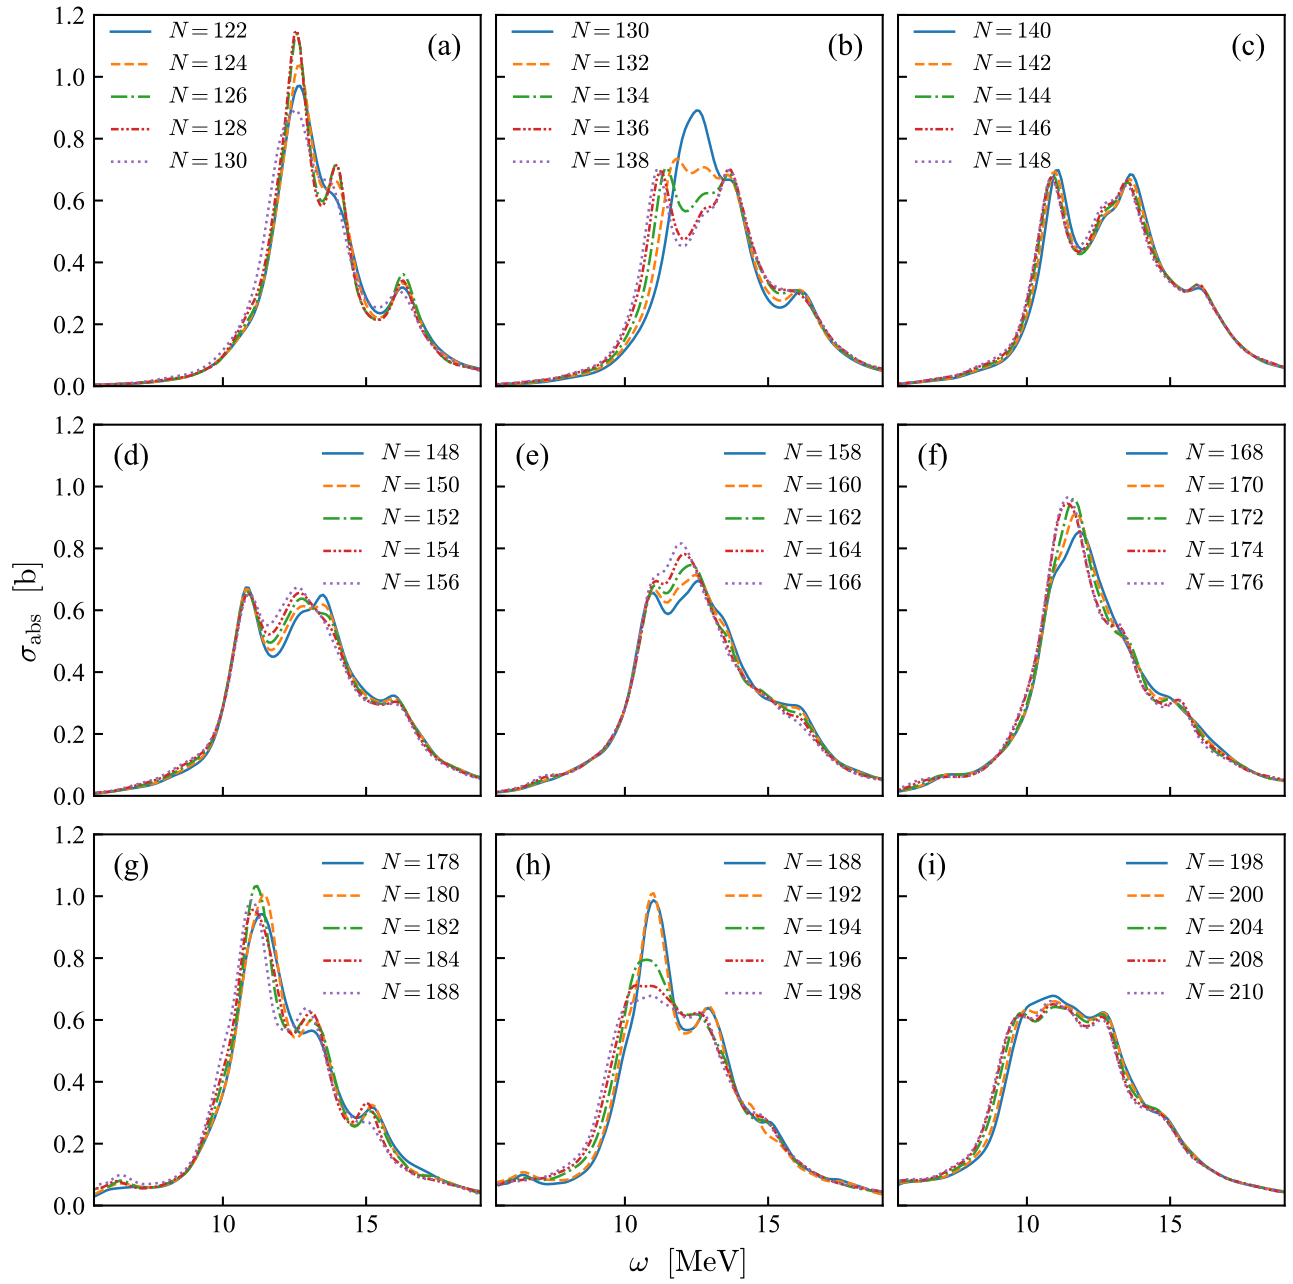 1.2
1.0
0.8
0.6
0.4
0.2
0.0
(a)
N = 122
N = 124
N = 126
N = 128
N = 130
(b)
N = 130
N = 132
N = 134
N = 136
N = 138
(c)
N = 140
N = 142
N = 144
N = 146
N = 148
1.2
1.0
0.8
0.6
0.4
0.2
0.0
σabs [b]
(d)
N = 148
N = 150
N = 152
N = 154
N = 156
(e)
N = 158
N = 160
N = 162
N = 164
N = 166
(f)
N = 168
N = 170
N = 172
N = 174
N = 176
1.2
1.0
0.8
0.6
0.4
0.2
0.0
(g)
N = 178
N = 180
N = 182
N = 184
N = 188
(h)
N = 188
N = 192
N = 194
N = 196
N = 198
(i)
N = 198
N = 200
N = 204
N = 208
N = 210
10 15 10 15 10 15
ω [MeV]